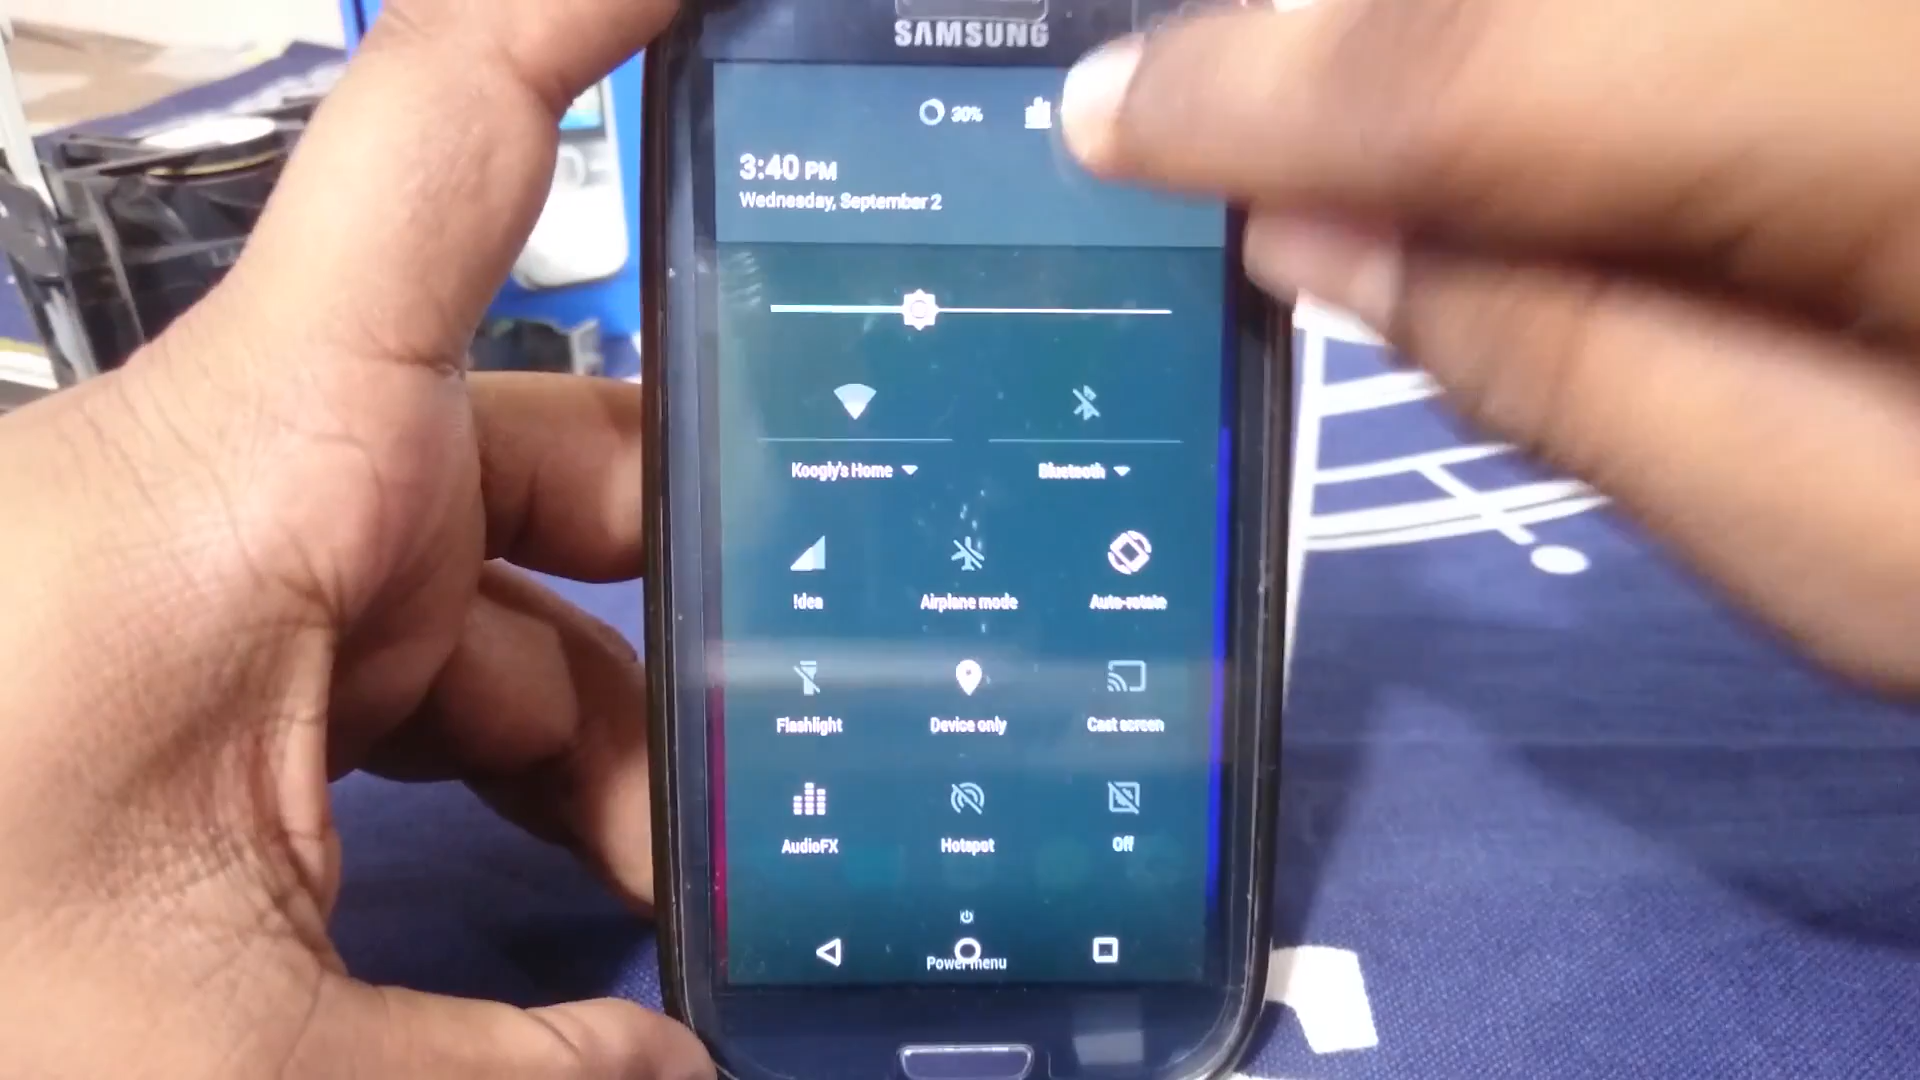 SAMSUNG
30%
3:40 PM
Wednesday, September 2
Koogly's Home
Bluetooth
!dea
Airplane mode
Auto-rotate
Flashlight
Device only
Cast screen
AudioFX
Hotspot
Off
Power menu